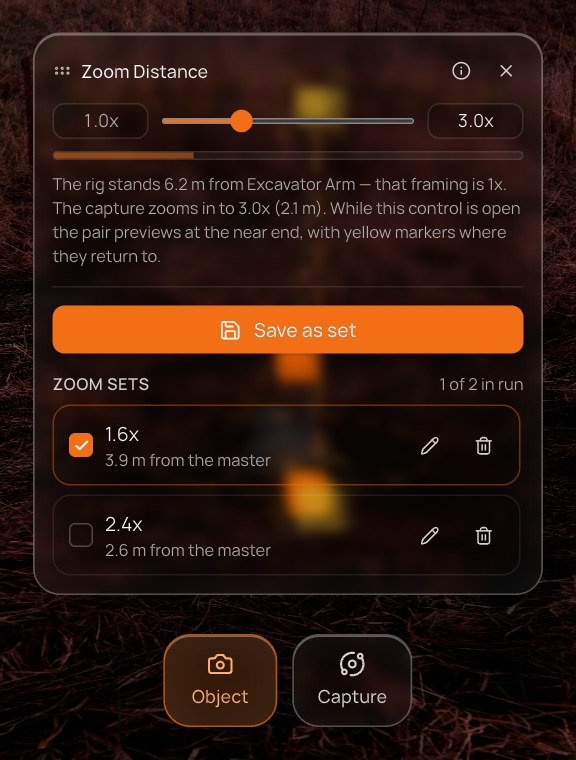 Zoom Distance
1.0x
3.0x
The rig stands 6.2 m from Excavator Arm — that framing is 1x.
The capture zooms in to 3.0x (2.1 m). While this control is open
the pair previews at the near end, with yellow markers where
they return to.
Save as set
ZOOM SETS
1 of 2 in run
1.6x
3.9 m from the master
2.4x
2.6 m from the master
Object
Capture